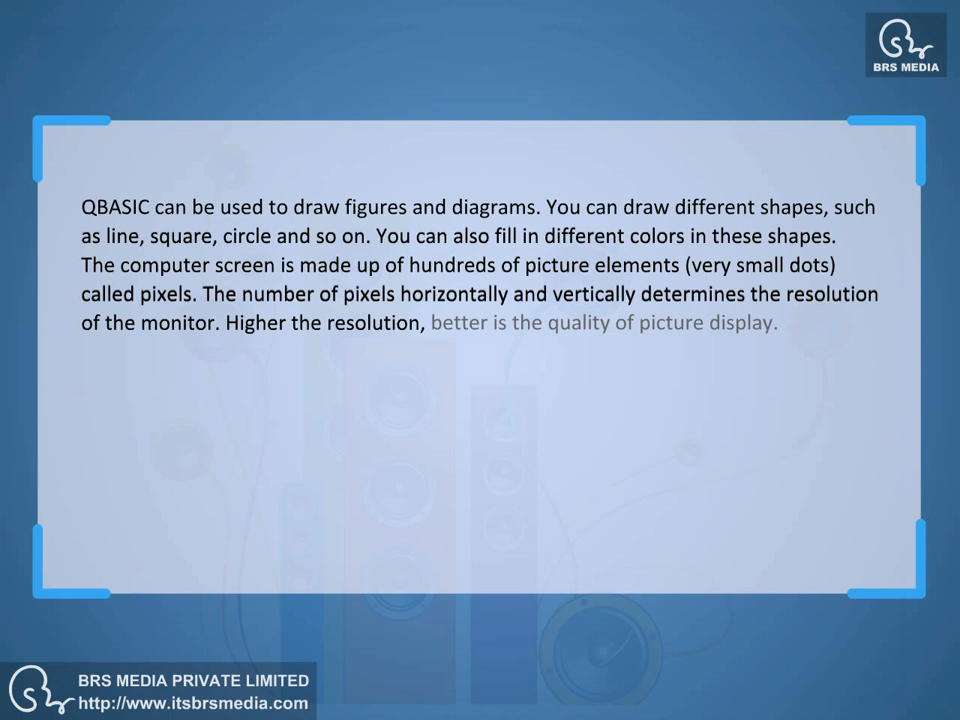 BRS MEDIA
QBASIC can be used to draw figures and diagrams. You can draw different shapes, such
as line, square, circle and so on. You can also fill in different colors in these shapes.
The computer screen is made up of hundreds of picture elements (very small dots)
called pixels. The number of pixels horizontally and vertically determines the resolution
of the monitor. Higher the resolution, better is the quality of picture display.
BRS MEDIA PRIVATE LIMITED
http://www.itsbrsmedia.com